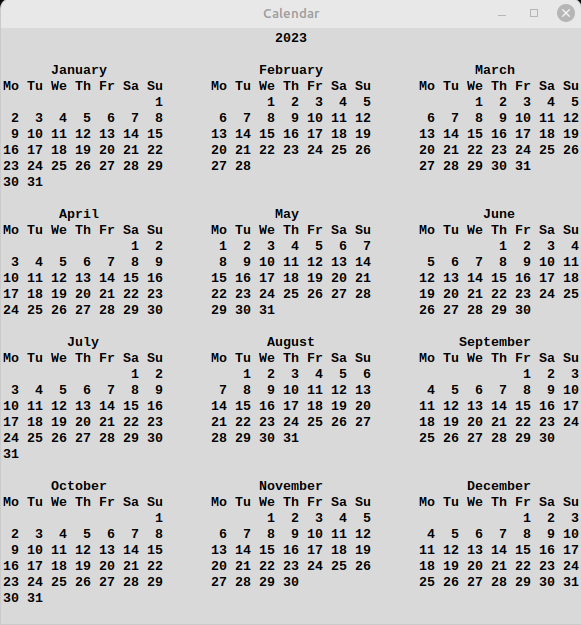 Calendar
2023
January February March
Mo Tu We Th Fr Sa Su Mo Tu We Th Fr Sa Su Mo Tu We Th Fr Sa Su
1 1 2 3 4 5 1 2 3 4 5
2 3 4 5 6 7 8 6 7 8 9 10 11 12 6 7 8 9 10 11 12
9 10 11 12 13 14 15 13 14 15 16 17 18 19 13 14 15 16 17 18 19
16 17 18 19 20 21 22 20 21 22 23 24 25 26 20 21 22 23 24 25 26
23 24 25 26 27 28 29 27 28 27 28 29 30 31
30 31
April May June
Mo Tu We Th Fr Sa Su Mo Tu We Th Fr Sa Su Mo Tu We Th Fr Sa Su
1 2 1 2 3 4 5 6 7 1 2 3 4
3 4 5 6 7 8 9 8 9 10 11 12 13 14 5 6 7 8 9 10 11
10 11 12 13 14 15 16 15 16 17 18 19 20 21 12 13 14 15 16 17 18
17 18 19 20 21 22 23 22 23 24 25 26 27 28 19 20 21 22 23 24 25
24 25 26 27 28 29 30 29 30 31 26 27 28 29 30
July August September
Mo Tu We Th Fr Sa Su Mo Tu We Th Fr Sa Su Mo Tu We Th Fr Sa Su
1 2 1 2 3 4 5 6 1 2 3
3 4 5 6 7 8 9 7 8 9 10 11 12 13 4 5 6 7 8 9 10
10 11 12 13 14 15 16 14 15 16 17 18 19 20 11 12 13 14 15 16 17
17 18 19 20 21 22 23 21 22 23 24 25 26 27 18 19 20 21 22 23 24
24 25 26 27 28 29 30 28 29 30 31 25 26 27 28 29 30
31
October November December
Mo Tu We Th Fr Sa Su Mo Tu We Th Fr Sa Su Mo Tu We Th Fr Sa Su
1 1 2 3 4 5 1 2 3
2 3 4 5 6 7 8 6 7 8 9 10 11 12 4 5 6 7 8 9 10
9 10 11 12 13 14 15 13 14 15 16 17 18 19 11 12 13 14 15 16 17
16 17 18 19 20 21 22 20 21 22 23 24 25 26 18 19 20 21 22 23 24
23 24 25 26 27 28 29 27 28 29 30 25 26 27 28 29 30 31
30 31